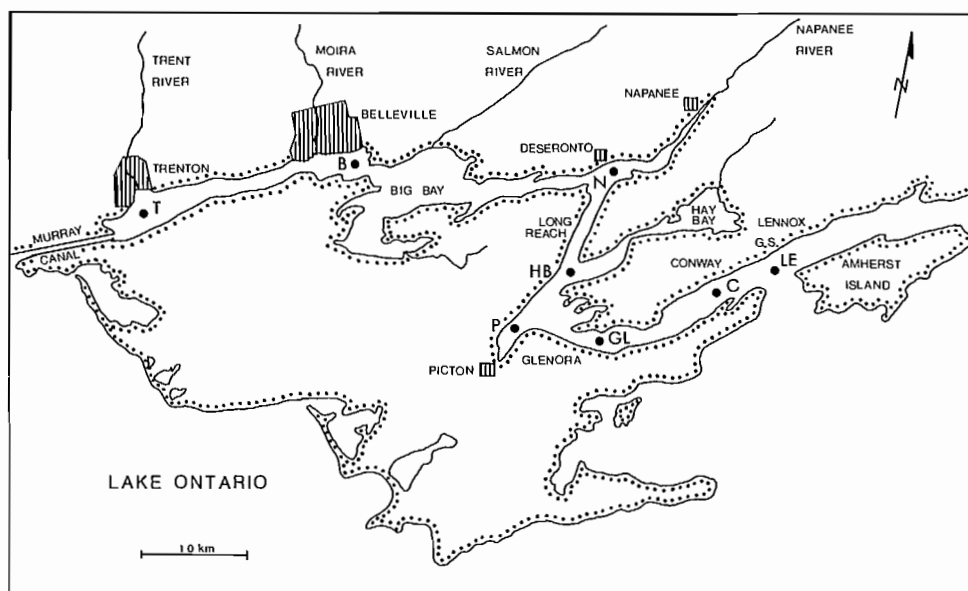 TRENT
RIVER
MOIRA
RIVER
SALMON
RIVER
NAPANEE
RIVER
N
NAPANEE
BELLEVILLE
DESERONTO
TRENTON
B
BIG BAY
N
T
MURRAY
CANAL
LONG
REACH
HAY
BAY
LENNOX
G.S.
LE
HB
CONWAY
AMHERST
ISLAND
C
P
GL
GLENORA
PICTON
LAKE ONTARIO
10 km